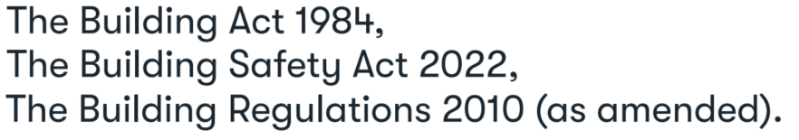 The Building Act 1984,
The Building Safety Act 2022,
The Building Regulations 2010 (as amended).